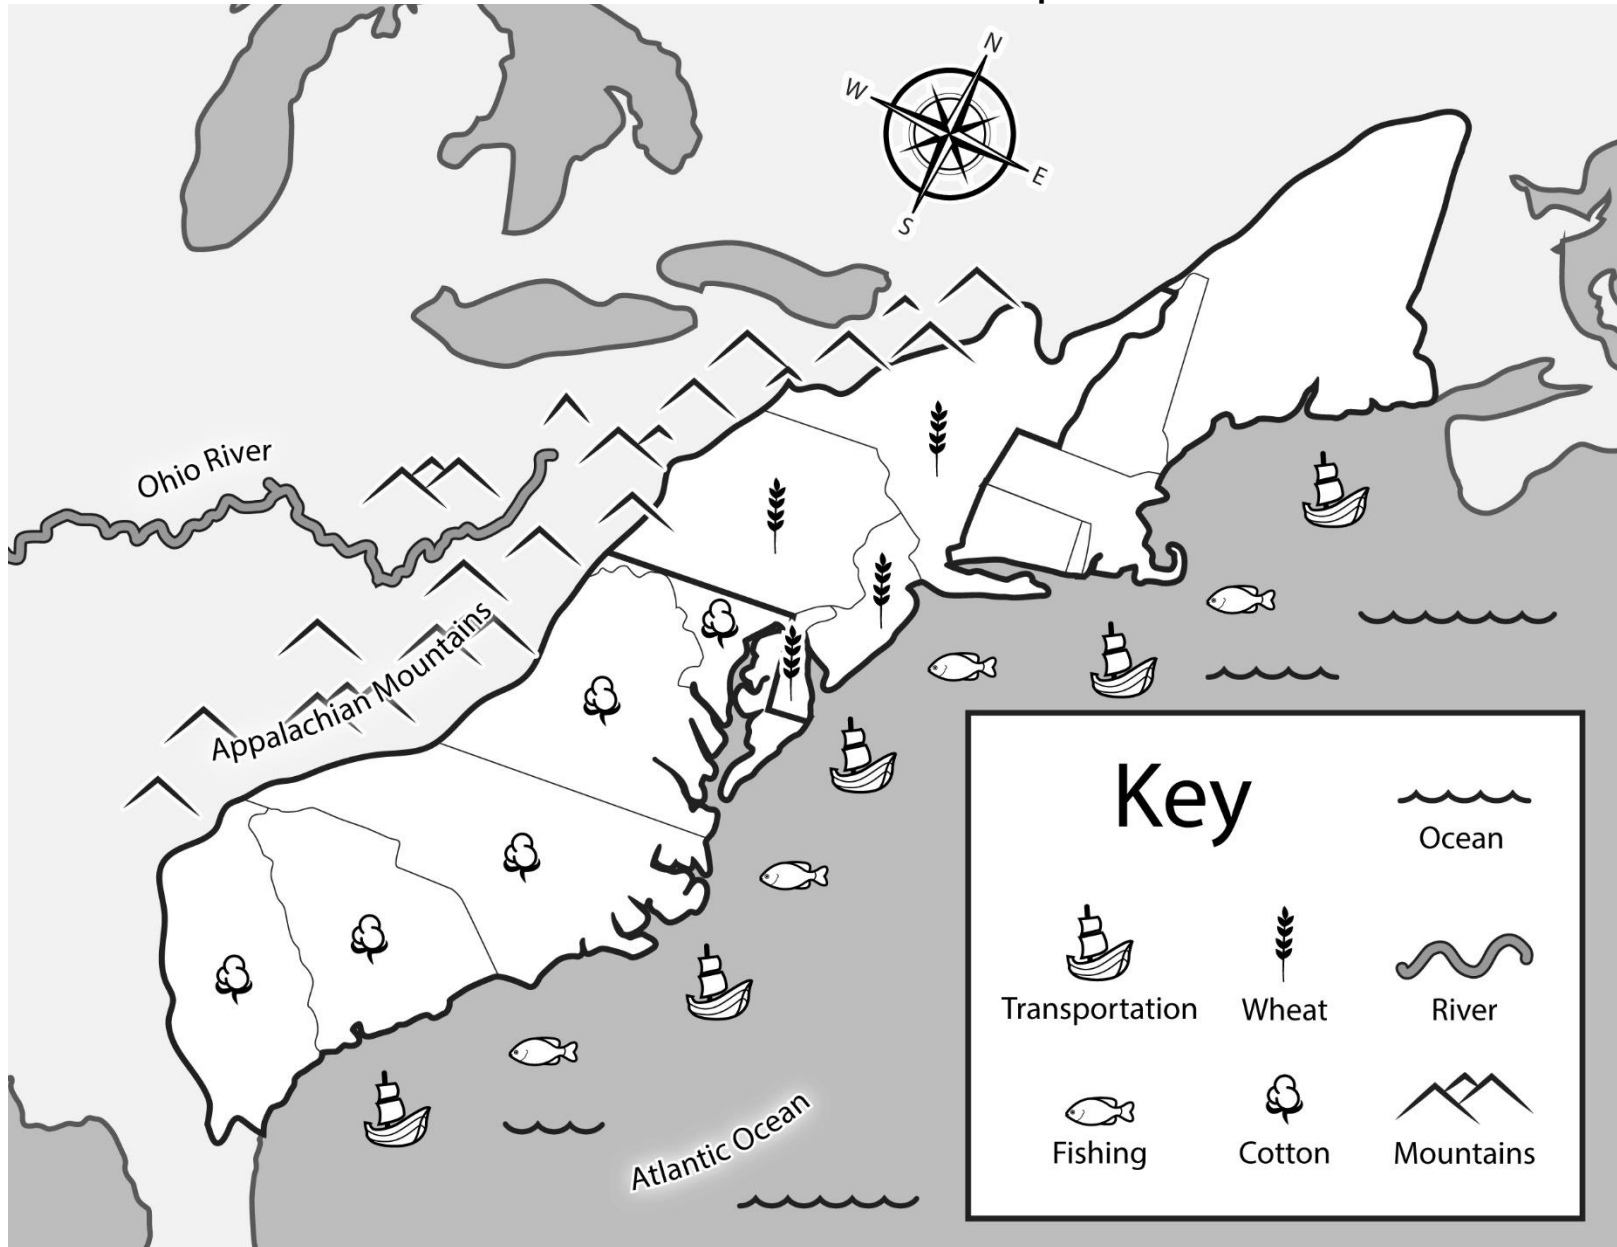 N
W
E
S
Ohio River
Appalachian Mountains
Atlantic Ocean
Key
Ocean
Transportation
Wheat
River
Fishing
Cotton
Mountains